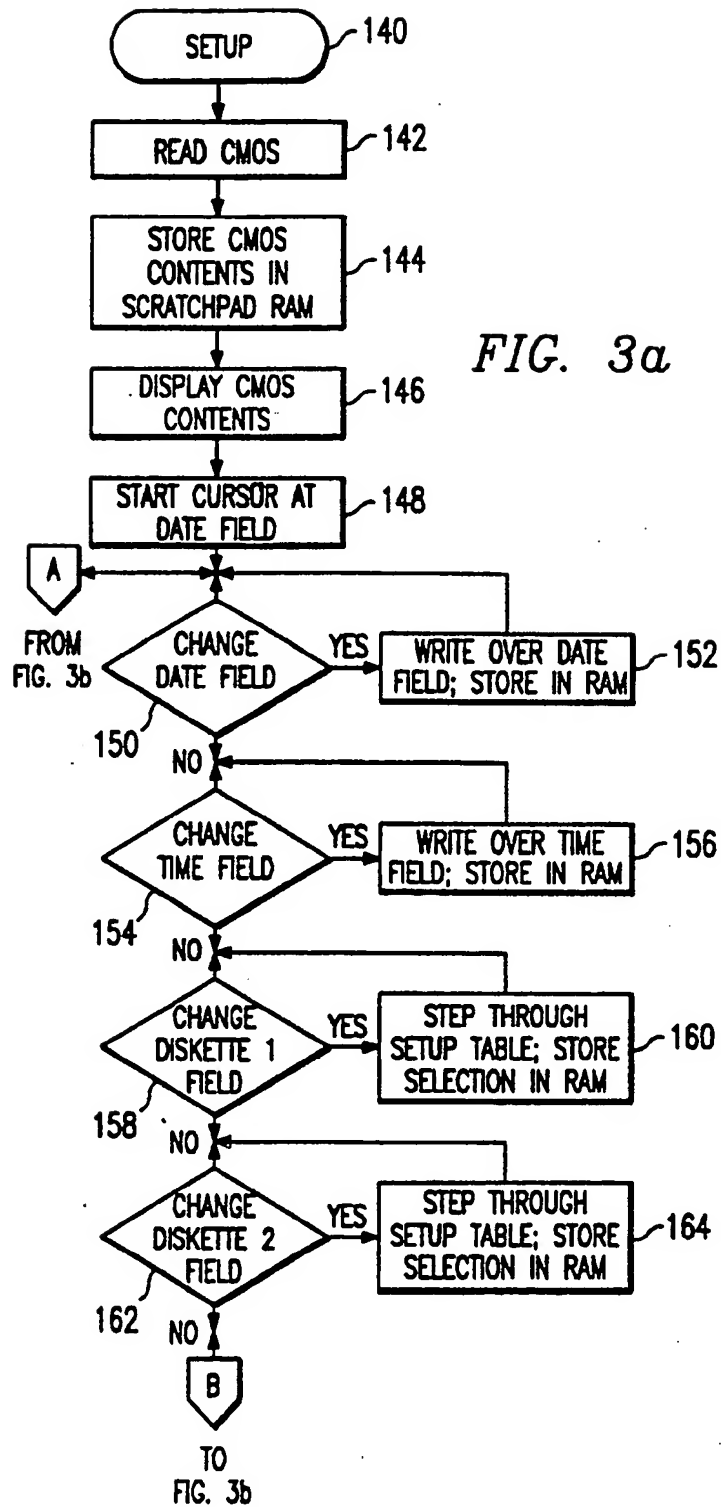 SETUP
140
READ CMOS
142
STORE CMOS
CONTENTS IN
SCRATCHPAD RAM
144
FIG. 3a
DISPLAY CMOS
CONTENTS
146
START CURSOR AT
DATE FIELD
148
A
FROM
FIG. 3b
CHANGE
DATE FIELD
150
YES
WRITE OVER DATE
FIELD; STORE IN RAM
152
NO
CHANGE
TIME FIELD
154
YES
WRITE OVER TIME
FIELD; STORE IN RAM
156
NO
CHANGE
DISKETTE 1
FIELD
158
YES
STEP THROUGH
SETUP TABLE; STORE
SELECTION IN RAM
160
NO
CHANGE
DISKETTE 2
FIELD
162
YES
STEP THROUGH
SETUP TABLE; STORE
SELECTION IN RAM
164
NO
B
TO
FIG. 3b